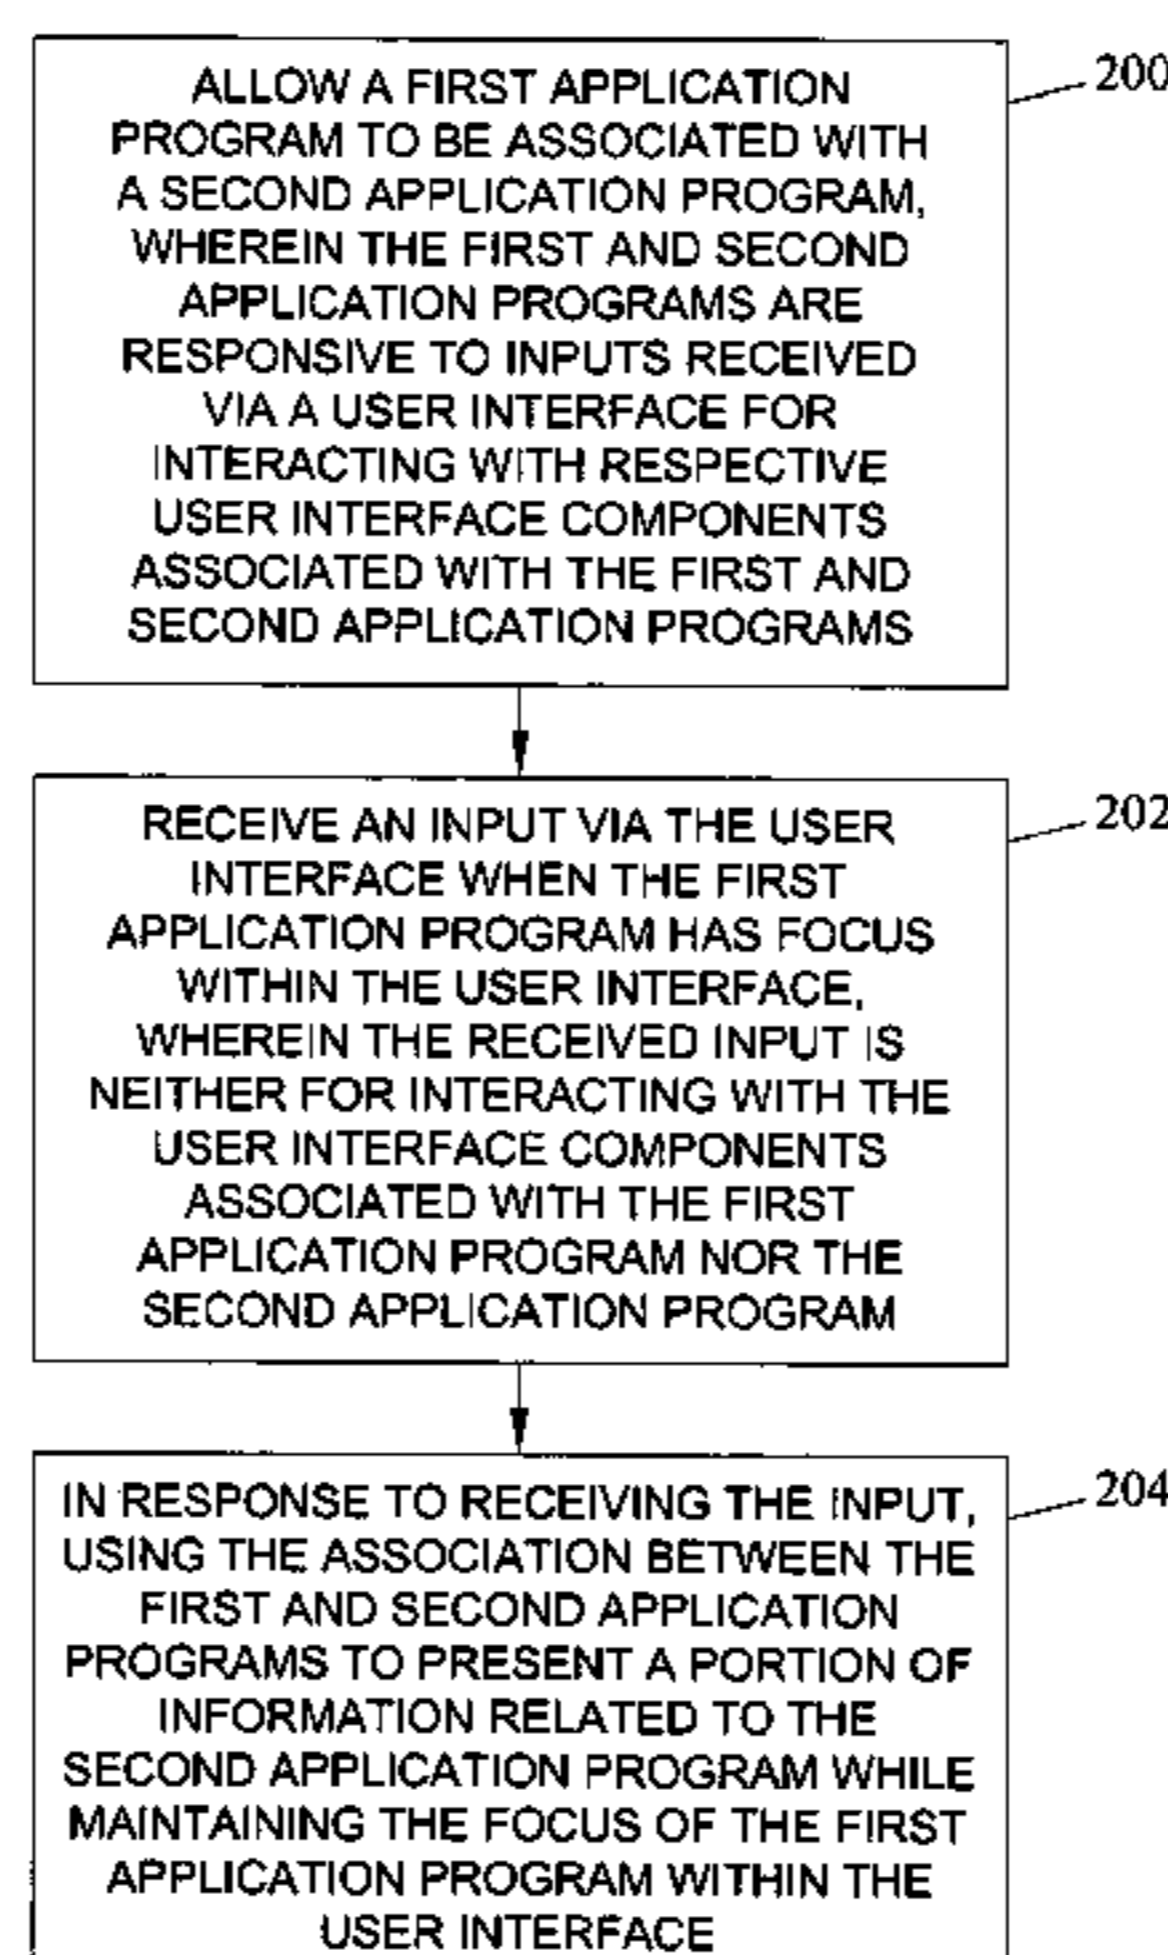 ALLOW A FIRST APPLICATION
PROGRAM TO BE ASSOCIATED WITH
A SECOND APPLICATION PROGRAM,
WHEREIN THE FIRST AND SECOND
APPLICATION PROGRAMS ARE
RESPONSIVE TO INPUTS RECEIVED
VIA A USER INTERFACE FOR
INTERACTING WITH RESPECTIVE
USER INTERFACE COMPONENTS
ASSOCIATED WITH THE FIRST AND
SECOND APPLICATION PROGRAMS
200
RECEIVE AN INPUT VIA THE USER
INTERFACE WHEN THE FIRST
APPLICATION PROGRAM HAS FOCUS
WITHIN THE USER INTERFACE,
WHEREIN THE RECEIVED INPUT IS
NEITHER FOR INTERACTING WITH THE
USER INTERFACE COMPONENTS
ASSOCIATED WITH THE FIRST
APPLICATION PROGRAM NOR THE
SECOND APPLICATION PROGRAM
202
IN RESPONSE TO RECEIVING THE INPUT,
USING THE ASSOCIATION BETWEEN THE
FIRST AND SECOND APPLICATION
PROGRAMS TO PRESENT A PORTION OF
INFORMATION RELATED TO THE
SECOND APPLICATION PROGRAM WHILE
MAINTAINING THE FOCUS OF THE FIRST
APPLICATION PROGRAM WITHIN THE
USER INTERFACE
204